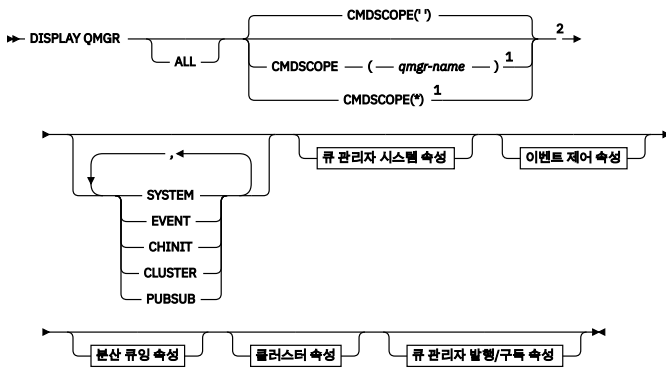 CMDSCOPE(' ')
DISPLAY QMGR
ALL
CMDSCOPE ( qmgr-name ) 1
2
CMDSCOPE(*) 1
,
SYSTEM
EVENT
CHINIT
CLUSTER
PUBSUB
큐 관리자 시스템 속성
이벤트 제어 속성
분산 큐잉 속성
클러스터 속성
큐 관리자 발행/구독 속성